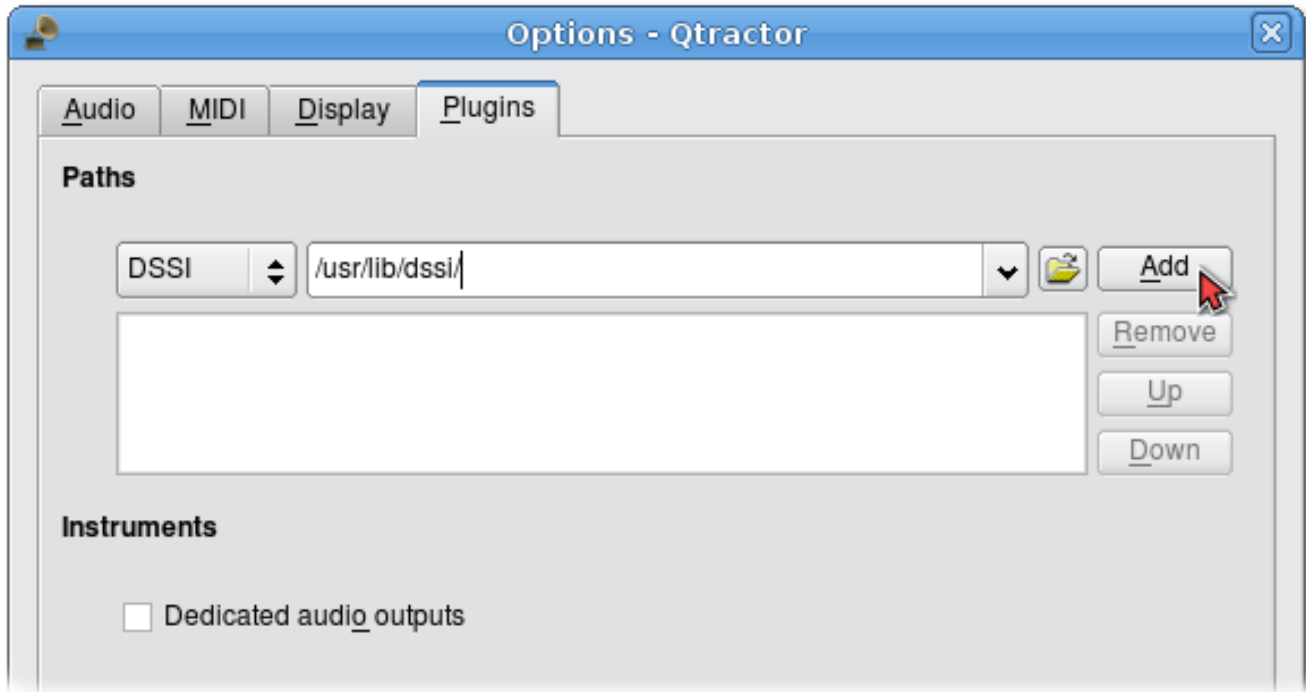 Options - Qtractor
Audio MIDI Display Plugins
Paths
DSSI /usr/lib/dssi/ Add
Remove
Up
Down
Instruments
Dedicated audio outputs